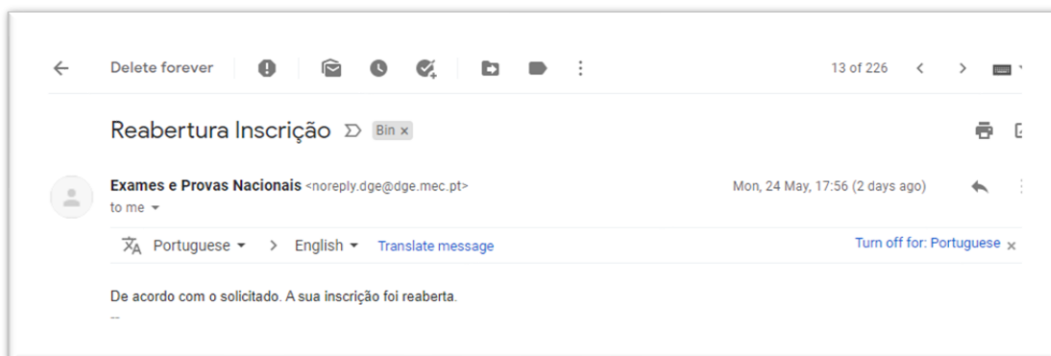 Delete forever
13 of 226
Reabertura Inscrição Bin x
Exames e Provas Nacionais <noreply.dge@dge.mec.pt>
Mon, 24 May, 17:56 (2 days ago)
to me
Portuguese > English Translate message
Turn off for: Portuguese x
De acordo com o solicitado. A sua inscrição foi reaberta.
--